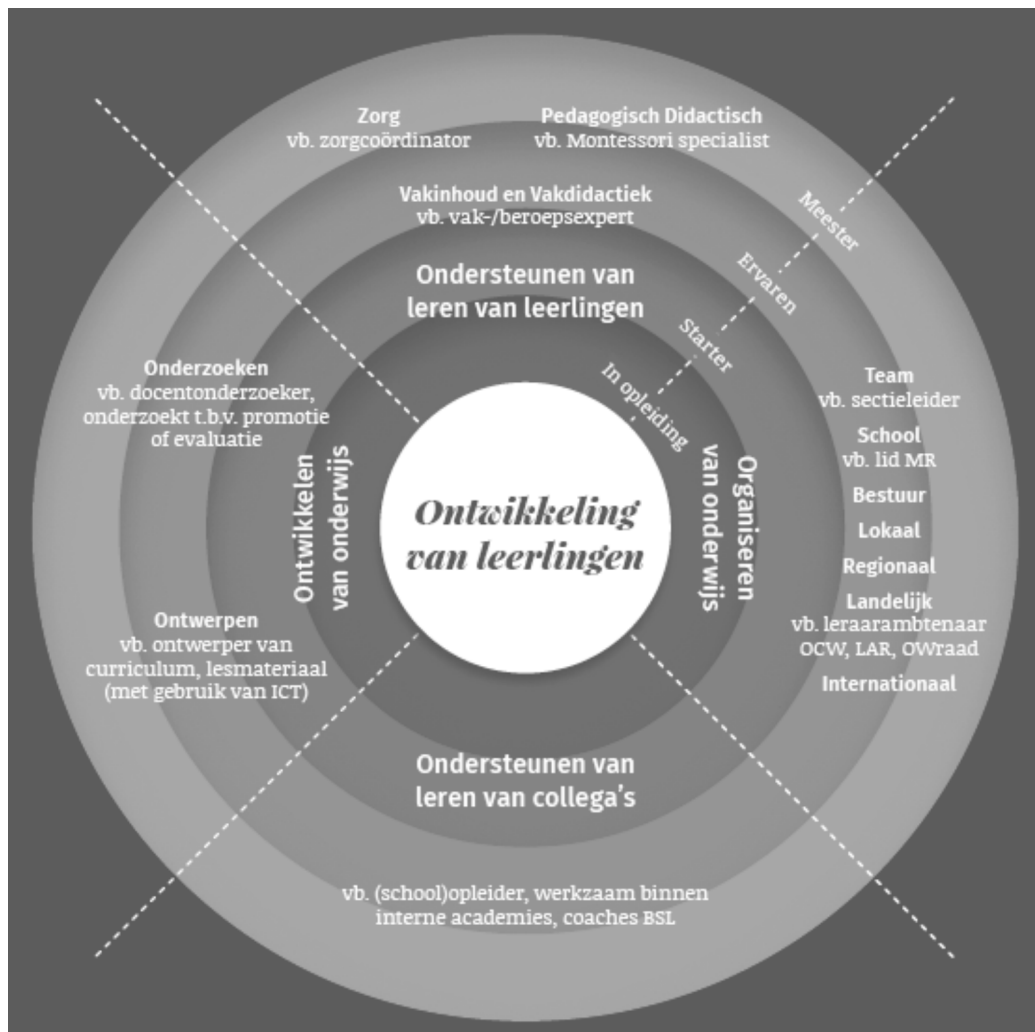 Zorg
vb. zorgcoördinator
Pedagogisch Didactisch
vb. Montessori specialist
Vakinhoud en Vakdidactiek
vb. vak-/beroepsexpert
Ondersteunen van
leren van leerlingen
Meester
Ervaren
Starter
In opleiding
Onderzoeken
vb. docentonderzoeker,
onderzoekt t.b.v. promotie
of evaluatie
Ontwerpen
vb. ontwerper van
curriculum, lesmateriaal
(met gebruik van ICT)
Ontwikkelen
van onderwijs
Ontwikkeling
van leerlingen
Organiseren
van onderwijs
Team
vb. sectieleider
School
vb. lid MR
Bestuur
Lokaal
Regionaal
Landelijk
vb. leraarambtenaar
OCW, LAR, OWraad
Internationaal
Ondersteunen van
leren van collega's
vb. (school)opleider, werkzaam binnen
interne academies, coaches BSL